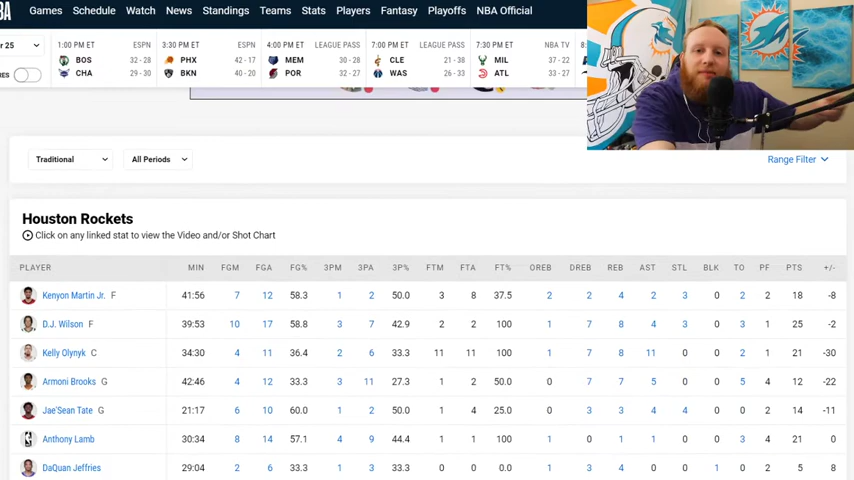 BA
Games Schedule Watch News Standings Teams Stats Players Fantasy Playoffs NBA Official
r 25
1:00 PM ET ESPN
BOS 32 - 28
CHA 29 - 30
3:30 PM ET ESPN
PHX 42 - 17
BKN 40 - 20
4:00 PM ET LEAGUE PASS
MEM 30 - 28
POR 32 - 27
7:00 PM ET LEAGUE PASS
CLE 21 - 38
WAS 26 - 33
7:30 PM ET NBA TV
MIL 37 - 22
ATL 33 - 27
8:
RES
Traditional All Periods Range Filter
Houston Rockets
Click on any linked stat to view the Video and/or Shot Chart
PLAYER MIN FGM FGA FG% 3PM 3PA 3P% FTM FTA FT% OREB DREB REB AST STL BLK TO PF PTS +/-
Kenyon Martin Jr. F 41:56 7 12 58.3 1 2 50.0 3 8 37.5 2 2 4 2 3 0 2 2 18 -8
D.J. Wilson F 39:53 10 17 58.8 3 7 42.9 2 2 100 1 7 8 4 3 0 3 1 25 -2
Kelly Olynyk C 34:30 4 11 36.4 2 6 33.3 11 11 100 1 7 8 11 0 0 2 1 21 -30
Armoni Brooks G 42:46 4 12 33.3 3 11 27.3 1 2 50.0 0 7 7 5 0 0 5 4 12 -22
Jae'Sean Tate G 21:17 6 10 60.0 1 2 50.0 1 4 25.0 0 3 3 4 4 0 0 2 14 -11
Anthony Lamb 30:34 8 14 57.1 4 9 44.4 1 1 100 1 0 1 1 0 0 3 4 21 0
DaQuan Jeffries 29:04 2 6 33.3 1 3 33.3 0 0 0.0 1 3 4 0 0 1 0 2 5 8